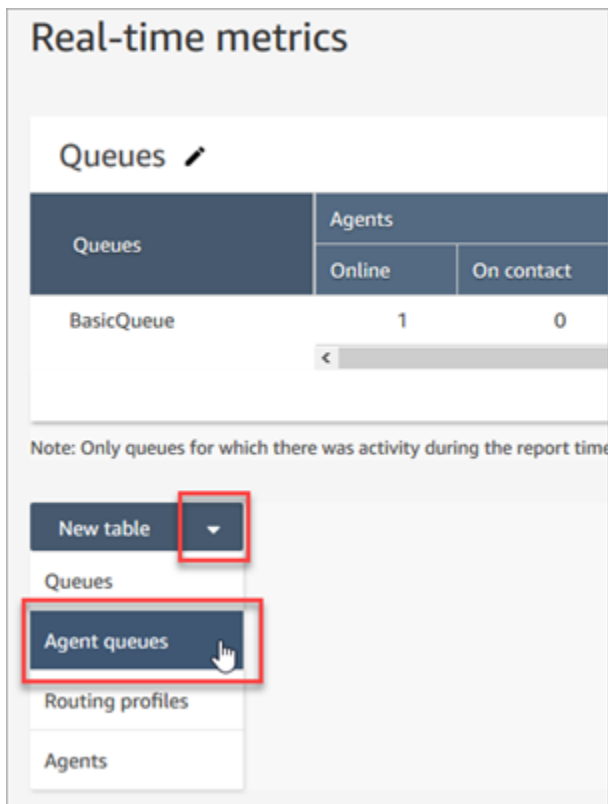 Real-time metrics
Queues
Queues
Agents
Online On contact
BasicQueue 1 0
Note: Only queues for which there was activity during the report time
New table
Queues
Agent queues
Routing profiles
Agents